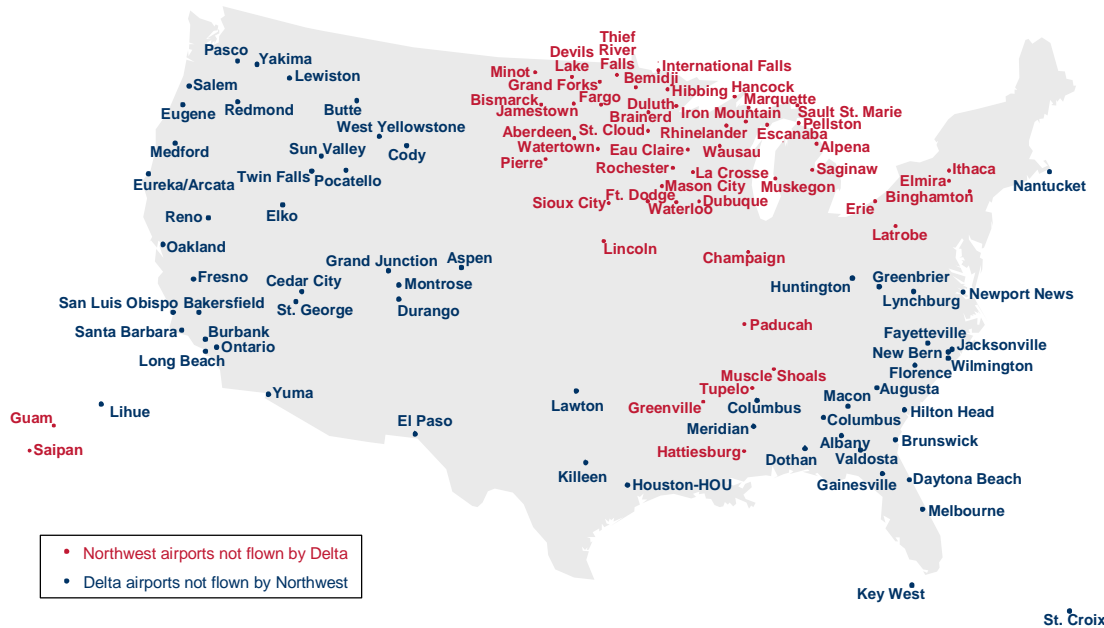 Thief
River
Falls
Devils
Lake
Pasco
Yakima
Lewiston
Salem
Eugene
Redmond
Butte
Medford
West Yellowstone
Sun Valley
Cody
Eureka/Arcata
Twin Falls
Pocatello
Reno
Elko
Oakland
Fresno
Cedar City
Grand Junction
Aspen
Montrose
San Luis Obispo
Bakersfield
St. George
Durango
Santa Barbara
Burbank
Ontario
Long Beach
Yuma
Lihue
Guam
Saipan
El Paso
Minot
Grand Forks
Bemidji
International Falls
Hibbing
Hancock
Bismarck
Jamestown
Fargo
Duluth
Brainerd
Iron Mountain
Marquette
Sault St. Marie
Pellston
Aberdeen
St. Cloud
Rhinelander
Escanaba
Watertown
Eau Claire
Wausau
Alpena
Pierre
Rochester
La Crosse
Saginaw
Mason City
Muskegon
Sioux City
Ft. Dodge
Waterloo
Dubuque
Ithaca
Elmira
Binghamton
Erie
Latrobe
Nantucket
Lincoln
Champaign
Huntington
Greenbrier
Lynchburg
Newport News
Paducah
Fayetteville
Jacksonville
New Bern
Wilmington
Florence
Muscle Shoals
Tupelo
Greenville
Columbus
Macon
Augusta
Lawton
Meridian
Columbus
Hilton Head
Hattiesburg
Albany
Brunswick
Dothan
Valdosta
Killeen
Houston-HOU
Gainesville
Daytona Beach
Melbourne
Key West
St. Croix
Northwest airports not flown by Delta
Delta airports not flown by Northwest